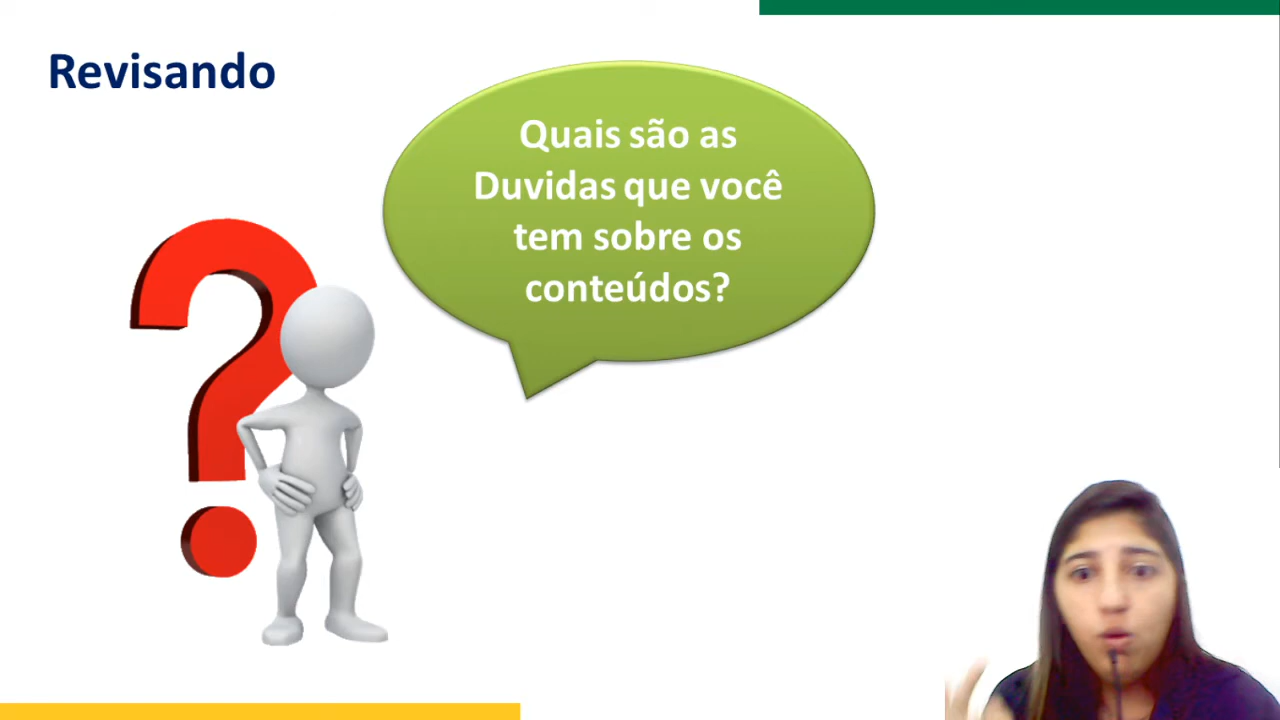 Revisando
Quais são as
Duvidas que você
tem sobre os
conteúdos?